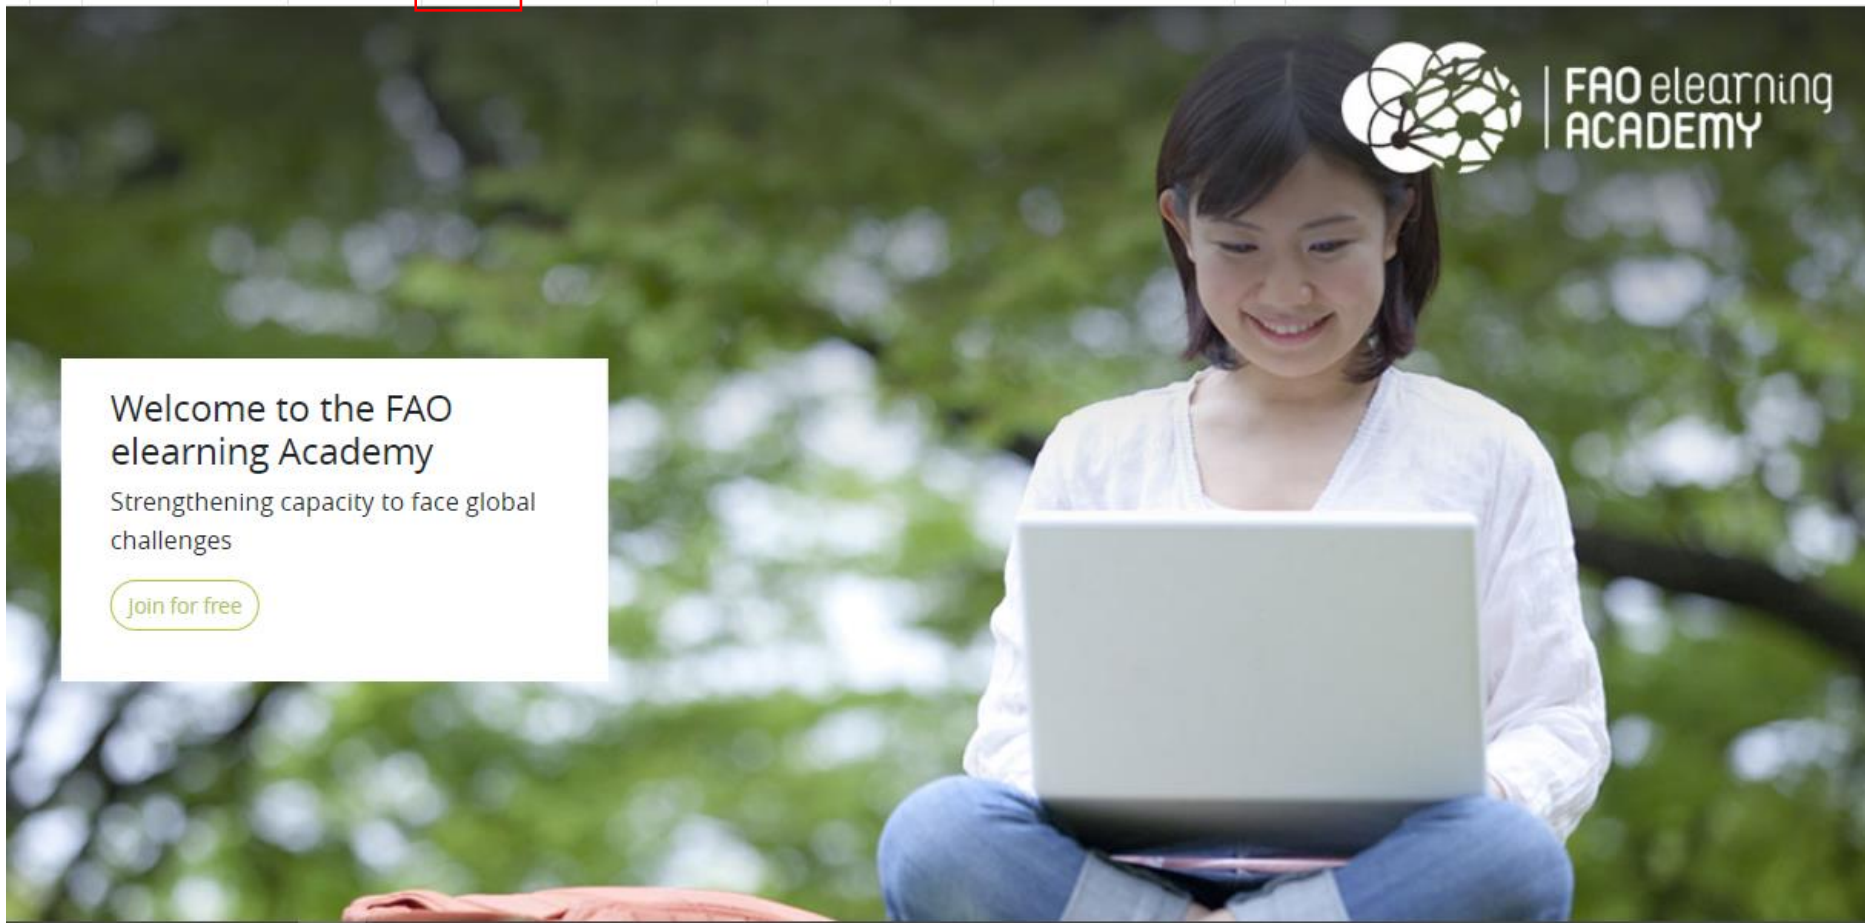 FAO elearning
ACADEMY
Welcome to the FAO
elearning Academy
Strengthening capacity to face global
challenges
Join for free